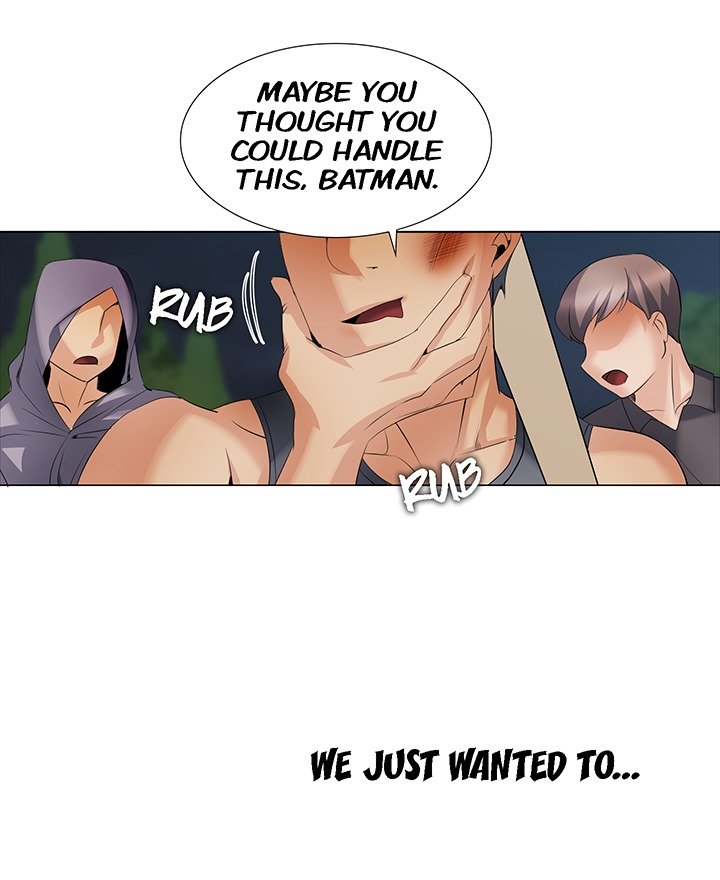 MAYBE YOU
THOUGHT YOU
COULD HANDLE
THIS, BATMAN.
RUB
RUB
WE JUST WANTED TO...